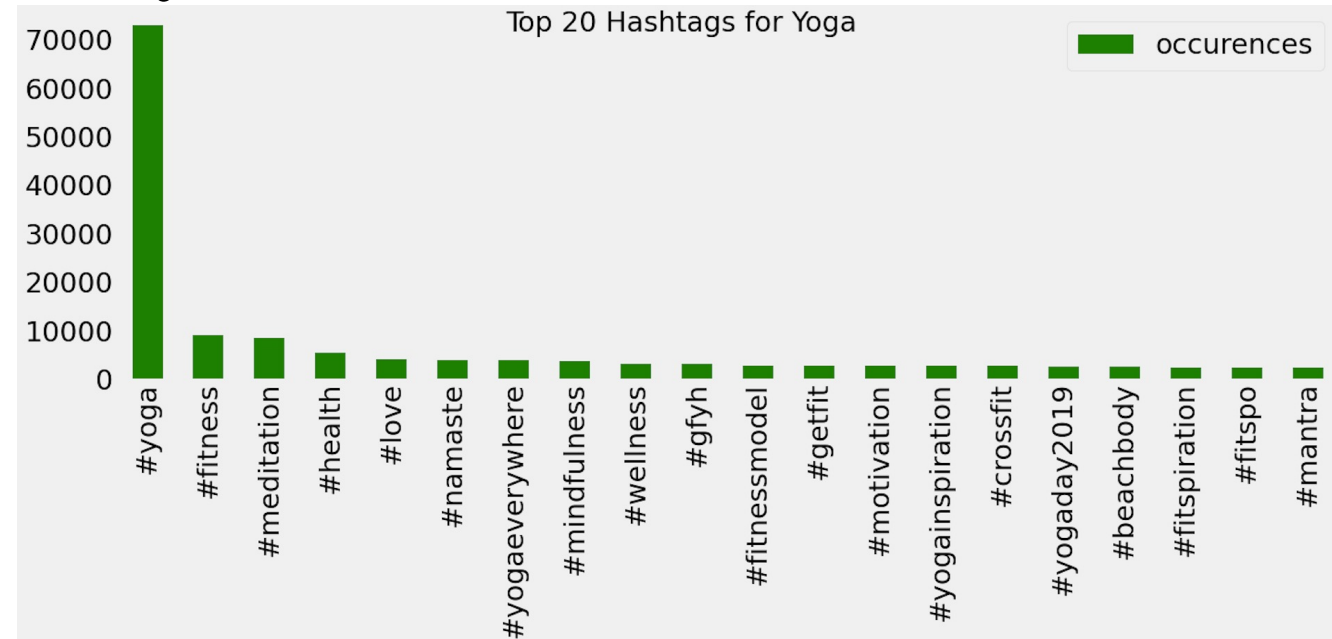 Top 20 Hashtags for Yoga
occurences
70000
60000
50000
40000
30000
20000
10000
0
#yoga
#fitness
#meditation
#health
#love
#namaste
#yogaeverywhere
#mindfulness
#wellness
#gfyh
#fitnessmodel
#getfit
#motivation
#yogainspiration
#crossfit
#yogaday2019
#beachbody
#fitspiration
#fitspo
#mantra